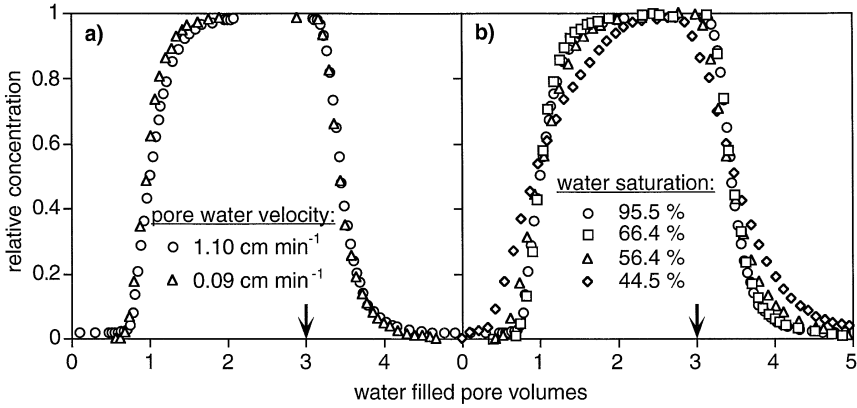 a)
b)
1
0.8
0.6
0.4
0.2
0
relative concentration
pore water velocity:
1.10 cm min⁻¹
0.09 cm min⁻¹
water saturation:
95.5 %
66.4 %
56.4 %
44.5 %
0 1 2 3 4 0 1 2 3 4 5
water filled pore volumes